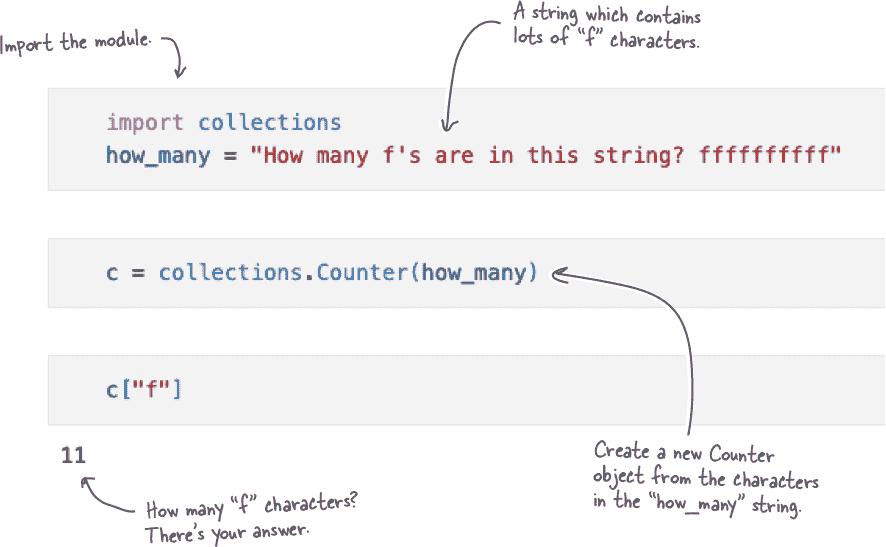 A string which contains
lots of “f” characters.
Import the module.
import collections
how_many = "How many f's are in this string? ffffffffff"
c = collections.Counter(how_many)
c["f"]
11
Create a new Counter
object from the characters
in the “how_many” string.
How many “f” characters?
There's your answer.